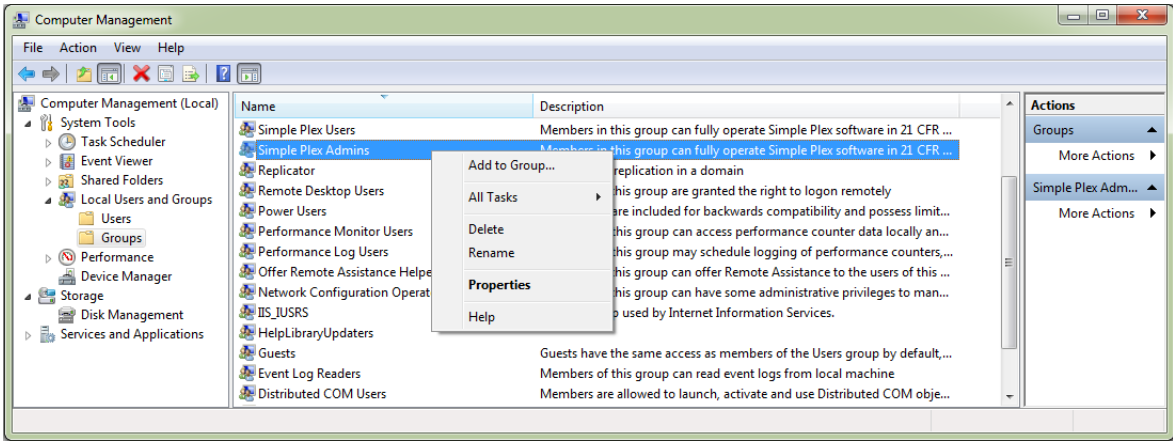 Computer Management
File Action View Help
Computer Management (Local)
System Tools
Task Scheduler
Event Viewer
Shared Folders
Local Users and Groups
Users
Groups
Performance
Device Manager
Storage
Disk Management
Services and Applications
Name Description
Simple Plex Users Members in this group can fully operate Simple Plex software in 21 CFR ...
Simple Plex Admins Members in this group can fully operate Simple Plex software in 21 CFR ...
Replicator replication in a domain
Remote Desktop Users this group are granted the right to logon remotely
Power Users are included for backwards compatibility and possess limit...
Performance Monitor Users this group can access performance counter data locally an...
Performance Log Users this group may schedule logging of performance counters,...
Offer Remote Assistance Helpe this group can offer Remote Assistance to the users of this ...
Network Configuration Operat this group can have some administrative privileges to man...
IIS_IUSRS used by Internet Information Services.
HelpLibraryUpdaters
Guests Guests have the same access as members of the Users group by default,...
Event Log Readers Members of this group can read event logs from local machine
Distributed COM Users Members are allowed to launch, activate and use Distributed COM obje...
Add to Group...
All Tasks
Delete
Rename
Properties
Help
Actions
Groups
More Actions
Simple Plex Adm...
More Actions